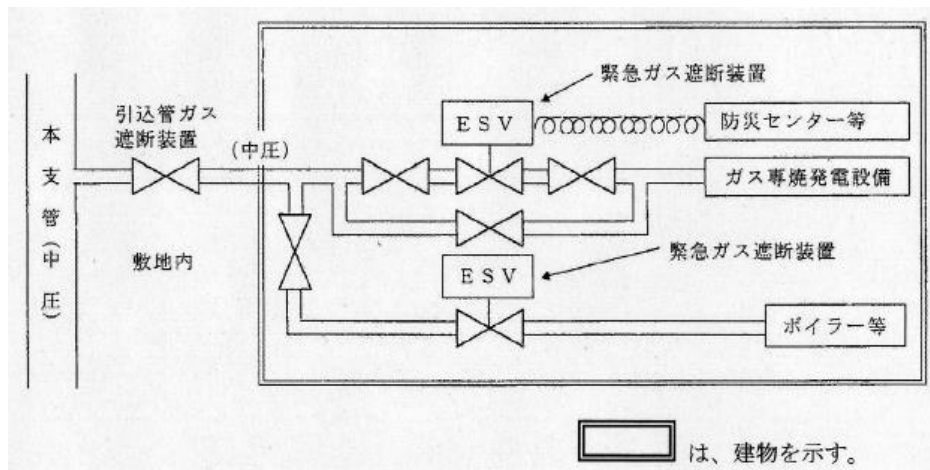 緊急ガス遮断装置
引込管ガス
遮断装置
ESV
防災センター等
本支管(中圧)
(中圧)
ガス専焼発電設備
敷地内
緊急ガス遮断装置
ESV
ボイラー等
は、建物を示す。